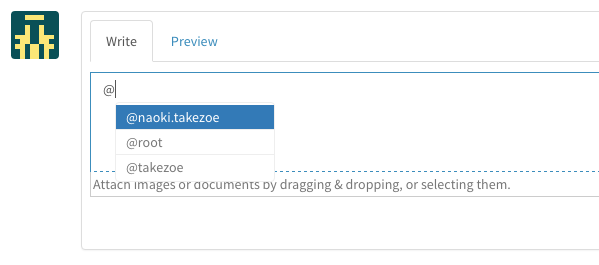 Write Preview
@
@naoki.takezoe
@root
@takezoe
Attach images or documents by dragging & dropping, or selecting them.